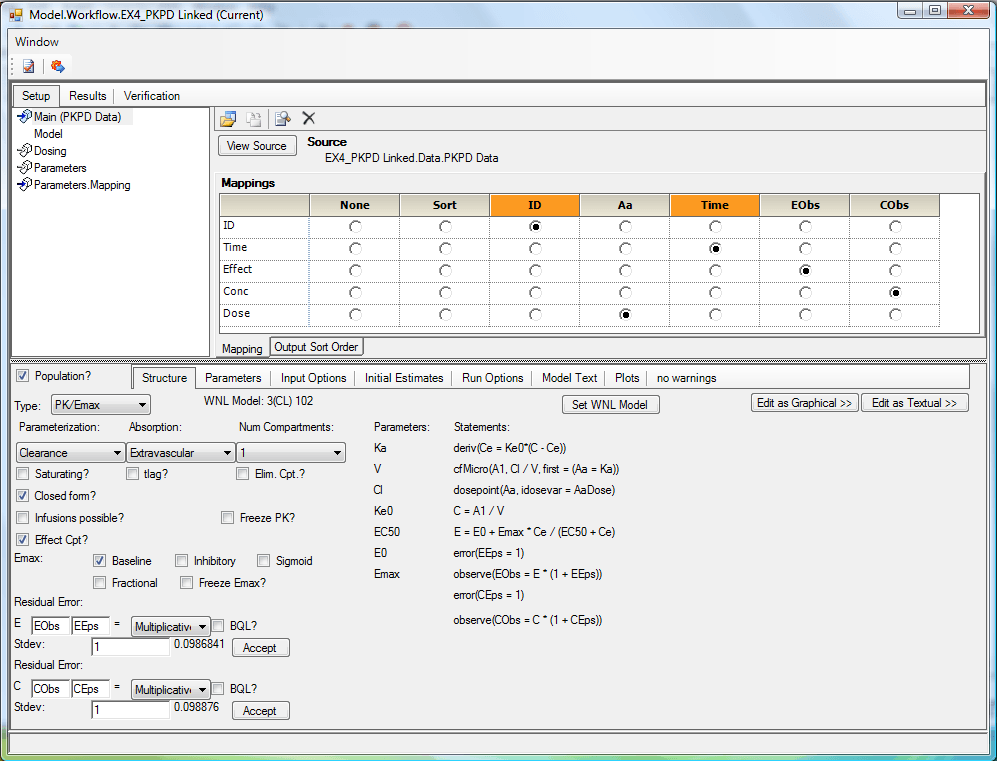 Model.Workflow.EX4_PKPD Linked (Current)
Window
Setup Results Verification
Main (PKPD Data)
Model
Dosing
Parameters
Parameters.Mapping
View Source Source
EX4_PKPD Linked.Data.PKPD Data
Mappings
None Sort ID Aa Time EObs CObs
ID
Time
Effect
Conc
Dose
Mapping Output Sort Order
Population? Structure Parameters Input Options Initial Estimates Run Options Model Text Plots no warnings
Type: PK/Emax WNL Model: 3(CL) 102 Set WNL Model Edit as Graphical >> Edit as Textual >>
Parameterization: Absorption: Num Compartments: Parameters: Statements:
Clearance Extravascular 1 Ka deriv(Ce = Ke0*(C - Ce))
Saturating? tlag? Elim. Cpt.? V cfMicro(A1, Cl / V, first = (Aa = Ka))
Closed form? Cl dosepoint(Aa, idosevar = AaDose)
Infusions possible? Freeze PK? Ke0 C = A1 / V
Effect Cpt? EC50 E = E0 + Emax * Ce / (EC50 + Ce)
Emax: Baseline Inhibitory Sigmoid E0 error(EEps = 1)
Fractional Freeze Emax? Emax observe(EObs = E * (1 + EEps))
Residual Error: error(CEps = 1)
E EObs EEps = Multiplicativ BQL? observe(CObs = C * (1 + CEps))
Stdev: 1 0.0986841 Accept
Residual Error:
C CObs CEps = Multiplicativ BQL?
Stdev: 1 0.098876 Accept